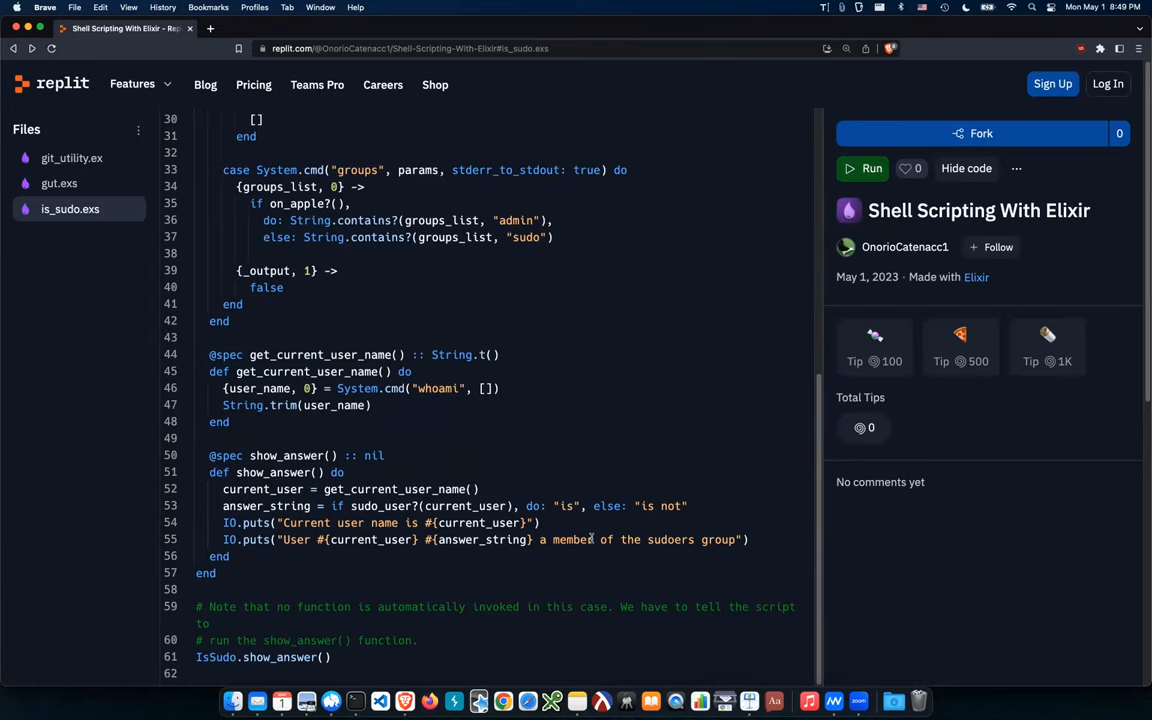 Brave File Edit View History Bookmarks Profiles Tab Window Help
Mon May 1 8:49 PM
Shell Scripting With Elixir - Rep
replit.com/@OnorioCatenacc1/Shell-Scripting-With-Elixir#is_sudo.exs
replit Features Blog Pricing Teams Pro Careers Shop Sign Up Log In
Files
git_utility.ex
gut.exs
is_sudo.exs
30 []
31 end
32
33 case System.cmd("groups", params, stderr_to_stdout: true) do
34 {groups_list, 0} ->
35 if on_apple?(),
36 do: String.contains?(groups_list, "admin"),
37 else: String.contains?(groups_list, "sudo")
38
39 {_output, 1} ->
40 false
41 end
42 end
43
44 @spec get_current_user_name() :: String.t()
45 def get_current_user_name() do
46 {user_name, 0} = System.cmd("whoami", [])
47 String.trim(user_name)
48 end
49
50 @spec show_answer() :: nil
51 def show_answer() do
52 current_user = get_current_user_name()
53 answer_string = if sudo_user?(current_user), do: "is", else: "is not"
54 IO.puts("Current user name is #{current_user}")
55 IO.puts("User #{current_user} #{answer_string} a member of the sudoers group")
56 end
57 end
58
59 # Note that no function is automatically invoked in this case. We have to tell the script
to
60 # run the show_answer() function.
61 IsSudo.show_answer()
62
Fork 0
Run 0 Hide code
Shell Scripting With Elixir
OnorioCatenacc1 + Follow
May 1, 2023 · Made with Elixir
Tip 100 Tip 500 Tip 1K
Total Tips
0
No comments yet